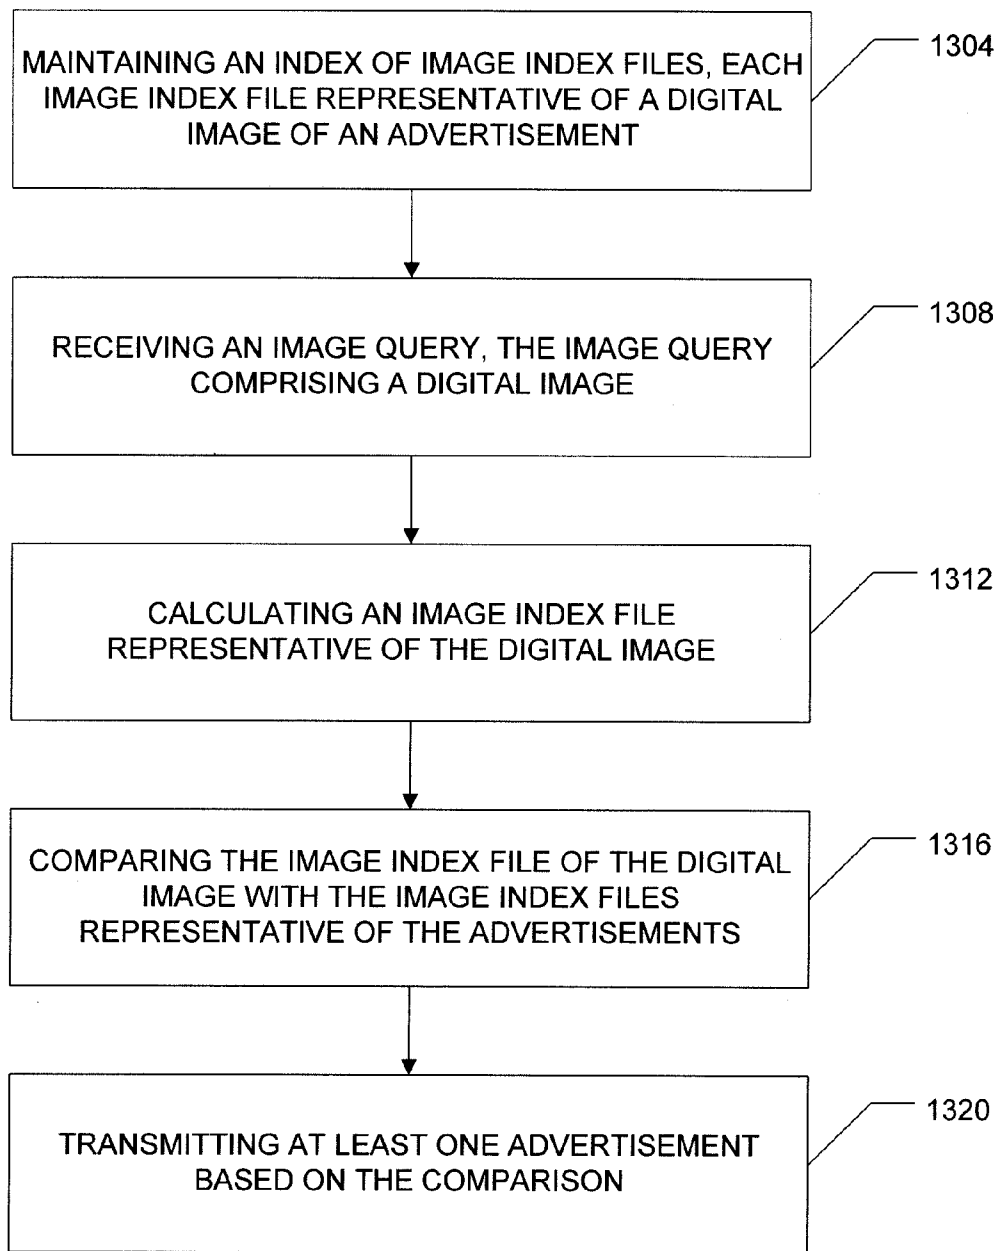 MAINTAINING AN INDEX OF IMAGE INDEX FILES, EACH
IMAGE INDEX FILE REPRESENTATIVE OF A DIGITAL
IMAGE OF AN ADVERTISEMENT
1304
RECEIVING AN IMAGE QUERY, THE IMAGE QUERY
COMPRISING A DIGITAL IMAGE
1308
CALCULATING AN IMAGE INDEX FILE
REPRESENTATIVE OF THE DIGITAL IMAGE
1312
COMPARING THE IMAGE INDEX FILE OF THE DIGITAL
IMAGE WITH THE IMAGE INDEX FILES
REPRESENTATIVE OF THE ADVERTISEMENTS
1316
TRANSMITTING AT LEAST ONE ADVERTISEMENT
BASED ON THE COMPARISON
1320